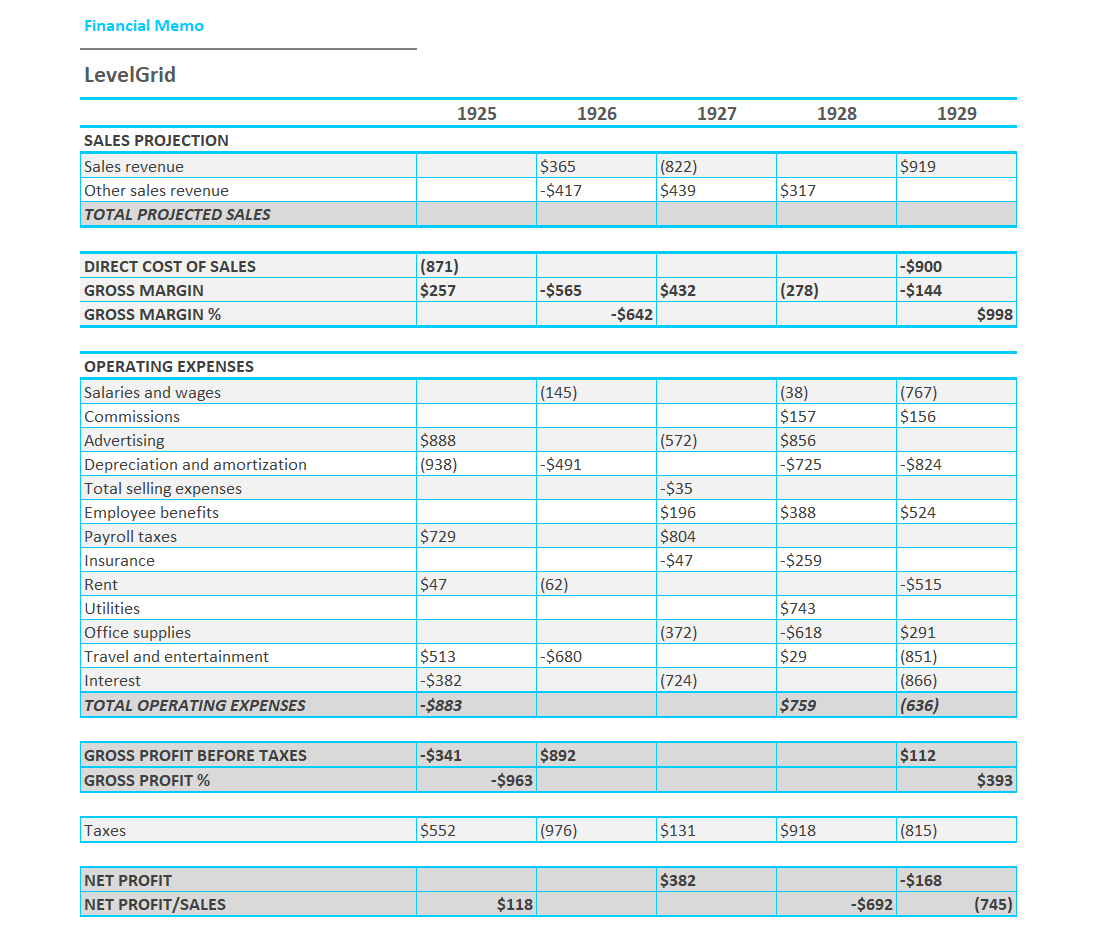 Financial Memo
LevelGrid
1925 1926 1927 1928 1929
SALES PROJECTION
Sales revenue $365 (822) $919
Other sales revenue -$417 $439 $317
TOTAL PROJECTED SALES
DIRECT COST OF SALES (871) -$900
GROSS MARGIN $257 -$565 $432 (278) -$144
GROSS MARGIN % -$642 $998
OPERATING EXPENSES
Salaries and wages (145) (38) (767)
Commissions $157 $156
Advertising $888 (572) $856
Depreciation and amortization (938) -$491 -$725 -$824
Total selling expenses -$35
Employee benefits $196 $388 $524
Payroll taxes $729 $804
Insurance -$47 -$259
Rent $47 (62) -$515
Utilities $743
Office supplies (372) -$618 $291
Travel and entertainment $513 -$680 $29 (851)
Interest -$382 (724) (866)
TOTAL OPERATING EXPENSES -$883 $759 (636)
GROSS PROFIT BEFORE TAXES -$341 $892 $112
GROSS PROFIT % -$963 $393
Taxes $552 (976) $131 $918 (815)
NET PROFIT $382 -$168
NET PROFIT/SALES $118 -$692 (745)